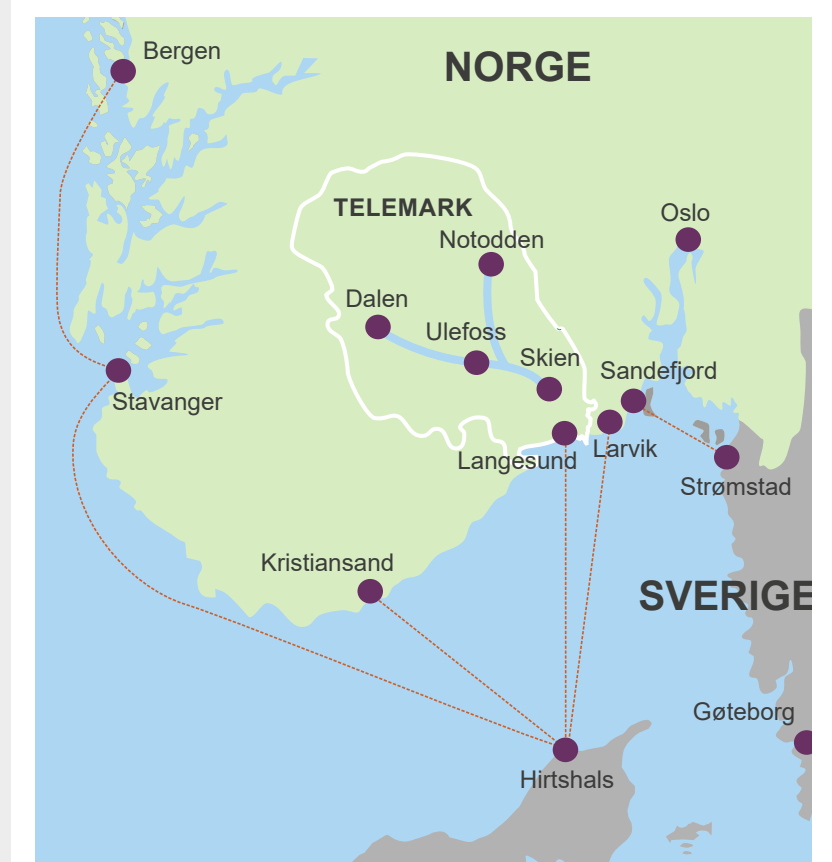 Bergen
NORGE
TELEMARK
Oslo
Notodden
Dalen
Ulefoss
Skien
Sandefjord
Stavanger
Larvik
Langesund
Strømstad
Kristiansand
SVERIGE
Gøteborg
Hirtshals